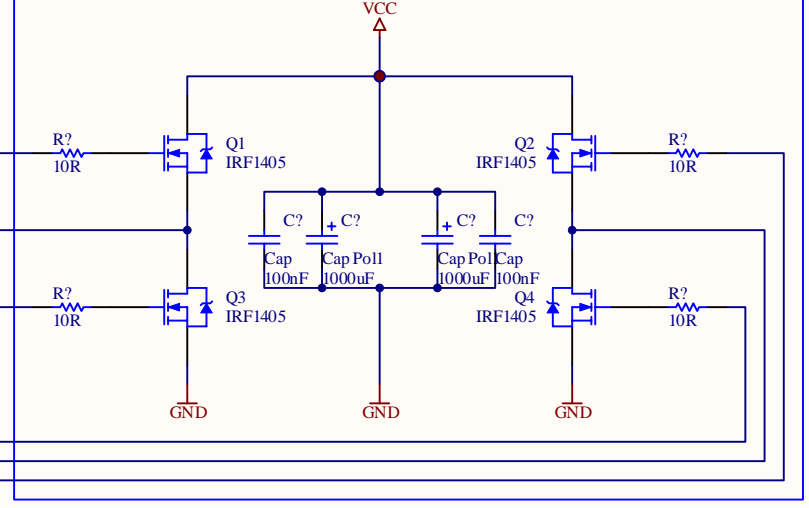 VCC
R?
10R
Q1
IRF1405
Q2
IRF1405
R?
10R
C?
Cap
100nF
C?
Cap Pol1
1000uF
C?
Cap Pol1
1000uF
C?
Cap
100nF
R?
10R
Q3
IRF1405
Q4
IRF1405
R?
10R
GND
GND
GND